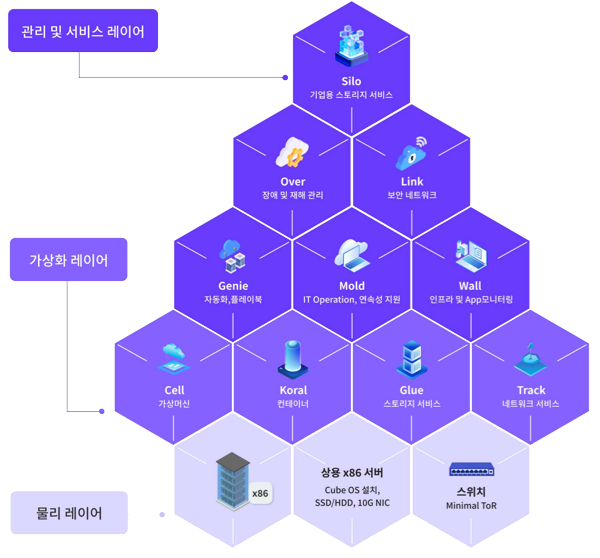 관리 및 서비스 레이어
Silo
기업용 스토리지 서비스
Over
장애 및 재해 관리
Link
보안 네트워크
가상화 레이어
Genie
자동화,플레이북
Mold
IT Operation, 연속성 지원
Wall
인프라 및 App모니터링
Cell
가상머신
Koral
컨테이너
Glue
스토리지 서비스
Track
네트워크 서비스
물리 레이어
x86
상용 x86 서버
Cube OS 설치,
SSD/HDD, 10G NIC
스위치
Minimal ToR